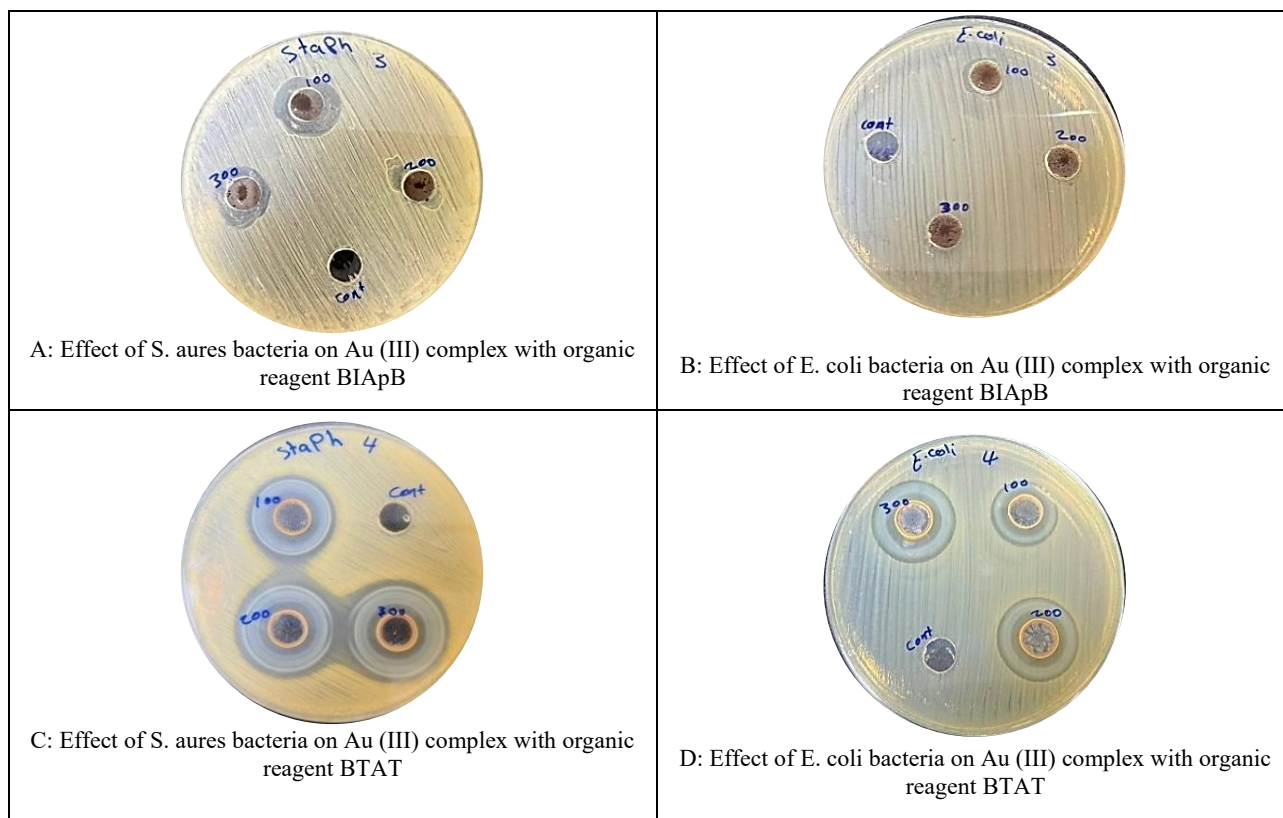 StaPh 3
100
300
200
cont
A: Effect of S. aures bacteria on Au (III) complex with organic
reagent BIApB
E.coli 3
100
cont
200
300
B: Effect of E. coli bacteria on Au (III) complex with organic
reagent BIApB
staPh 4
100
Cont
200
300
C: Effect of S. aures bacteria on Au (III) complex with organic
reagent BTAT
E.coli 4
300
100
200
cont
D: Effect of E. coli bacteria on Au (III) complex with organic
reagent BTAT